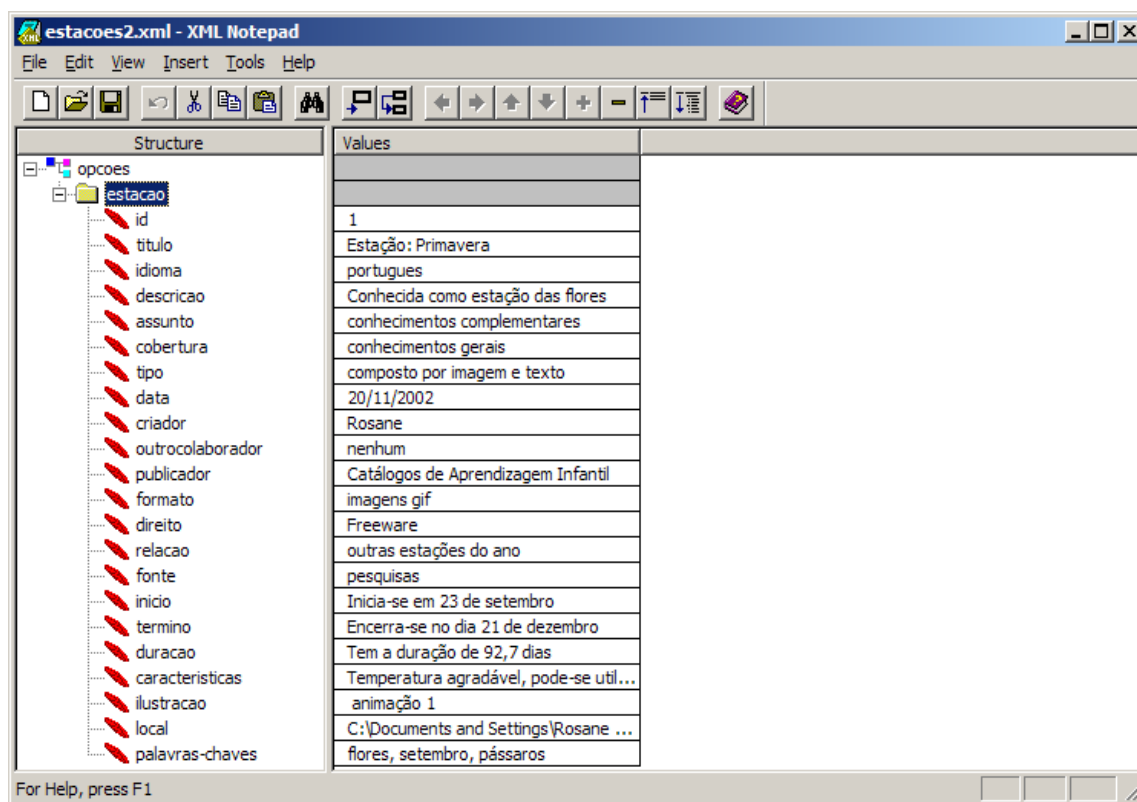 estacoes2.xml - XML Notepad
File Edit View Insert Tools Help
Structure Values
opcoes
estacao
id 1
titulo Estação: Primavera
idioma portugues
descricao Conhecida como estação das flores
assunto conhecimentos complementares
cobertura conhecimentos gerais
tipo composto por imagem e texto
data 20/11/2002
criador Rosane
outrocolaborador nenhum
publicador Catálogos de Aprendizagem Infantil
formato imagens gif
direito Freeware
relacao outras estações do ano
fonte pesquisas
inicio Inicia-se em 23 de setembro
termino Encerra-se no dia 21 de dezembro
duracao Tem a duração de 92,7 dias
caracteristicas Temperatura agradável, pode-se util...
ilustracao animação 1
local C:\Documents and Settings\Rosane ...
palavras-chaves flores, setembro, pássaros
For Help, press F1